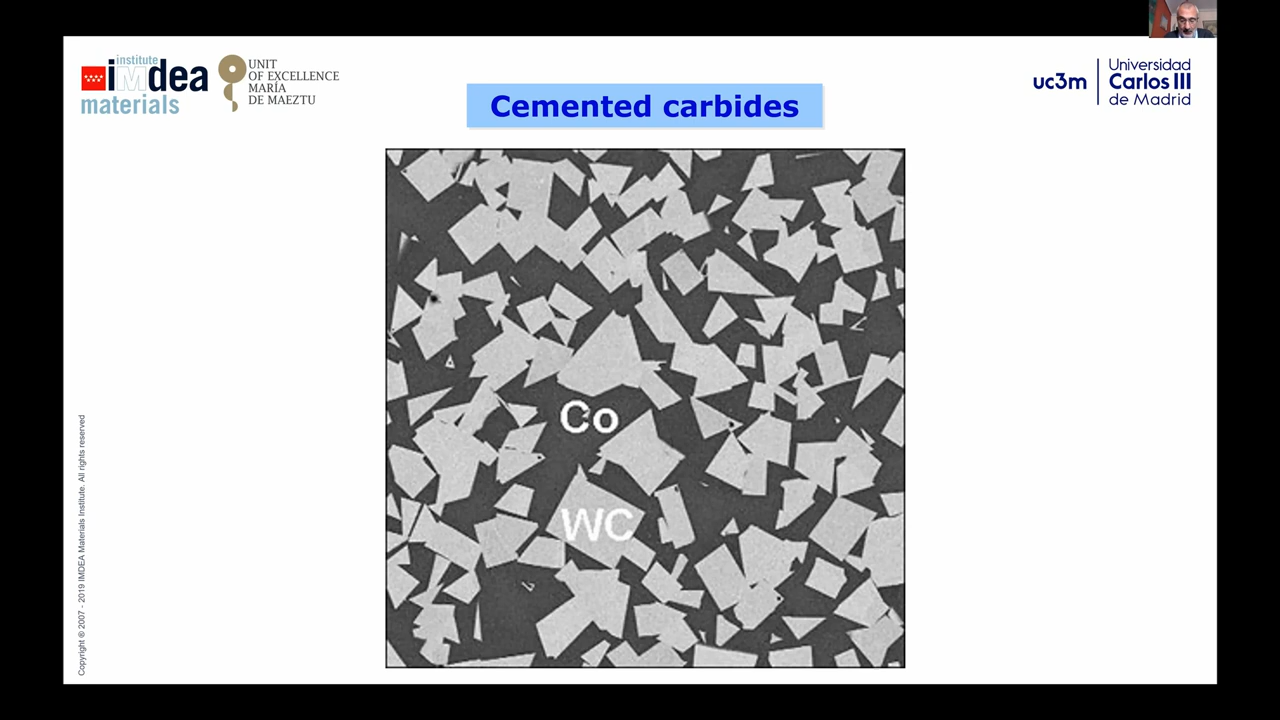 institute
imdea
materials
UNIT
OF EXCELLENCE
MARÍA
DE MAEZTU
uc3m
Universidad
Carlos III
de Madrid
Cemented carbides
Co
WC
Copyright ® 2007 - 2019 IMDEA Materials Institute. All rights reserved